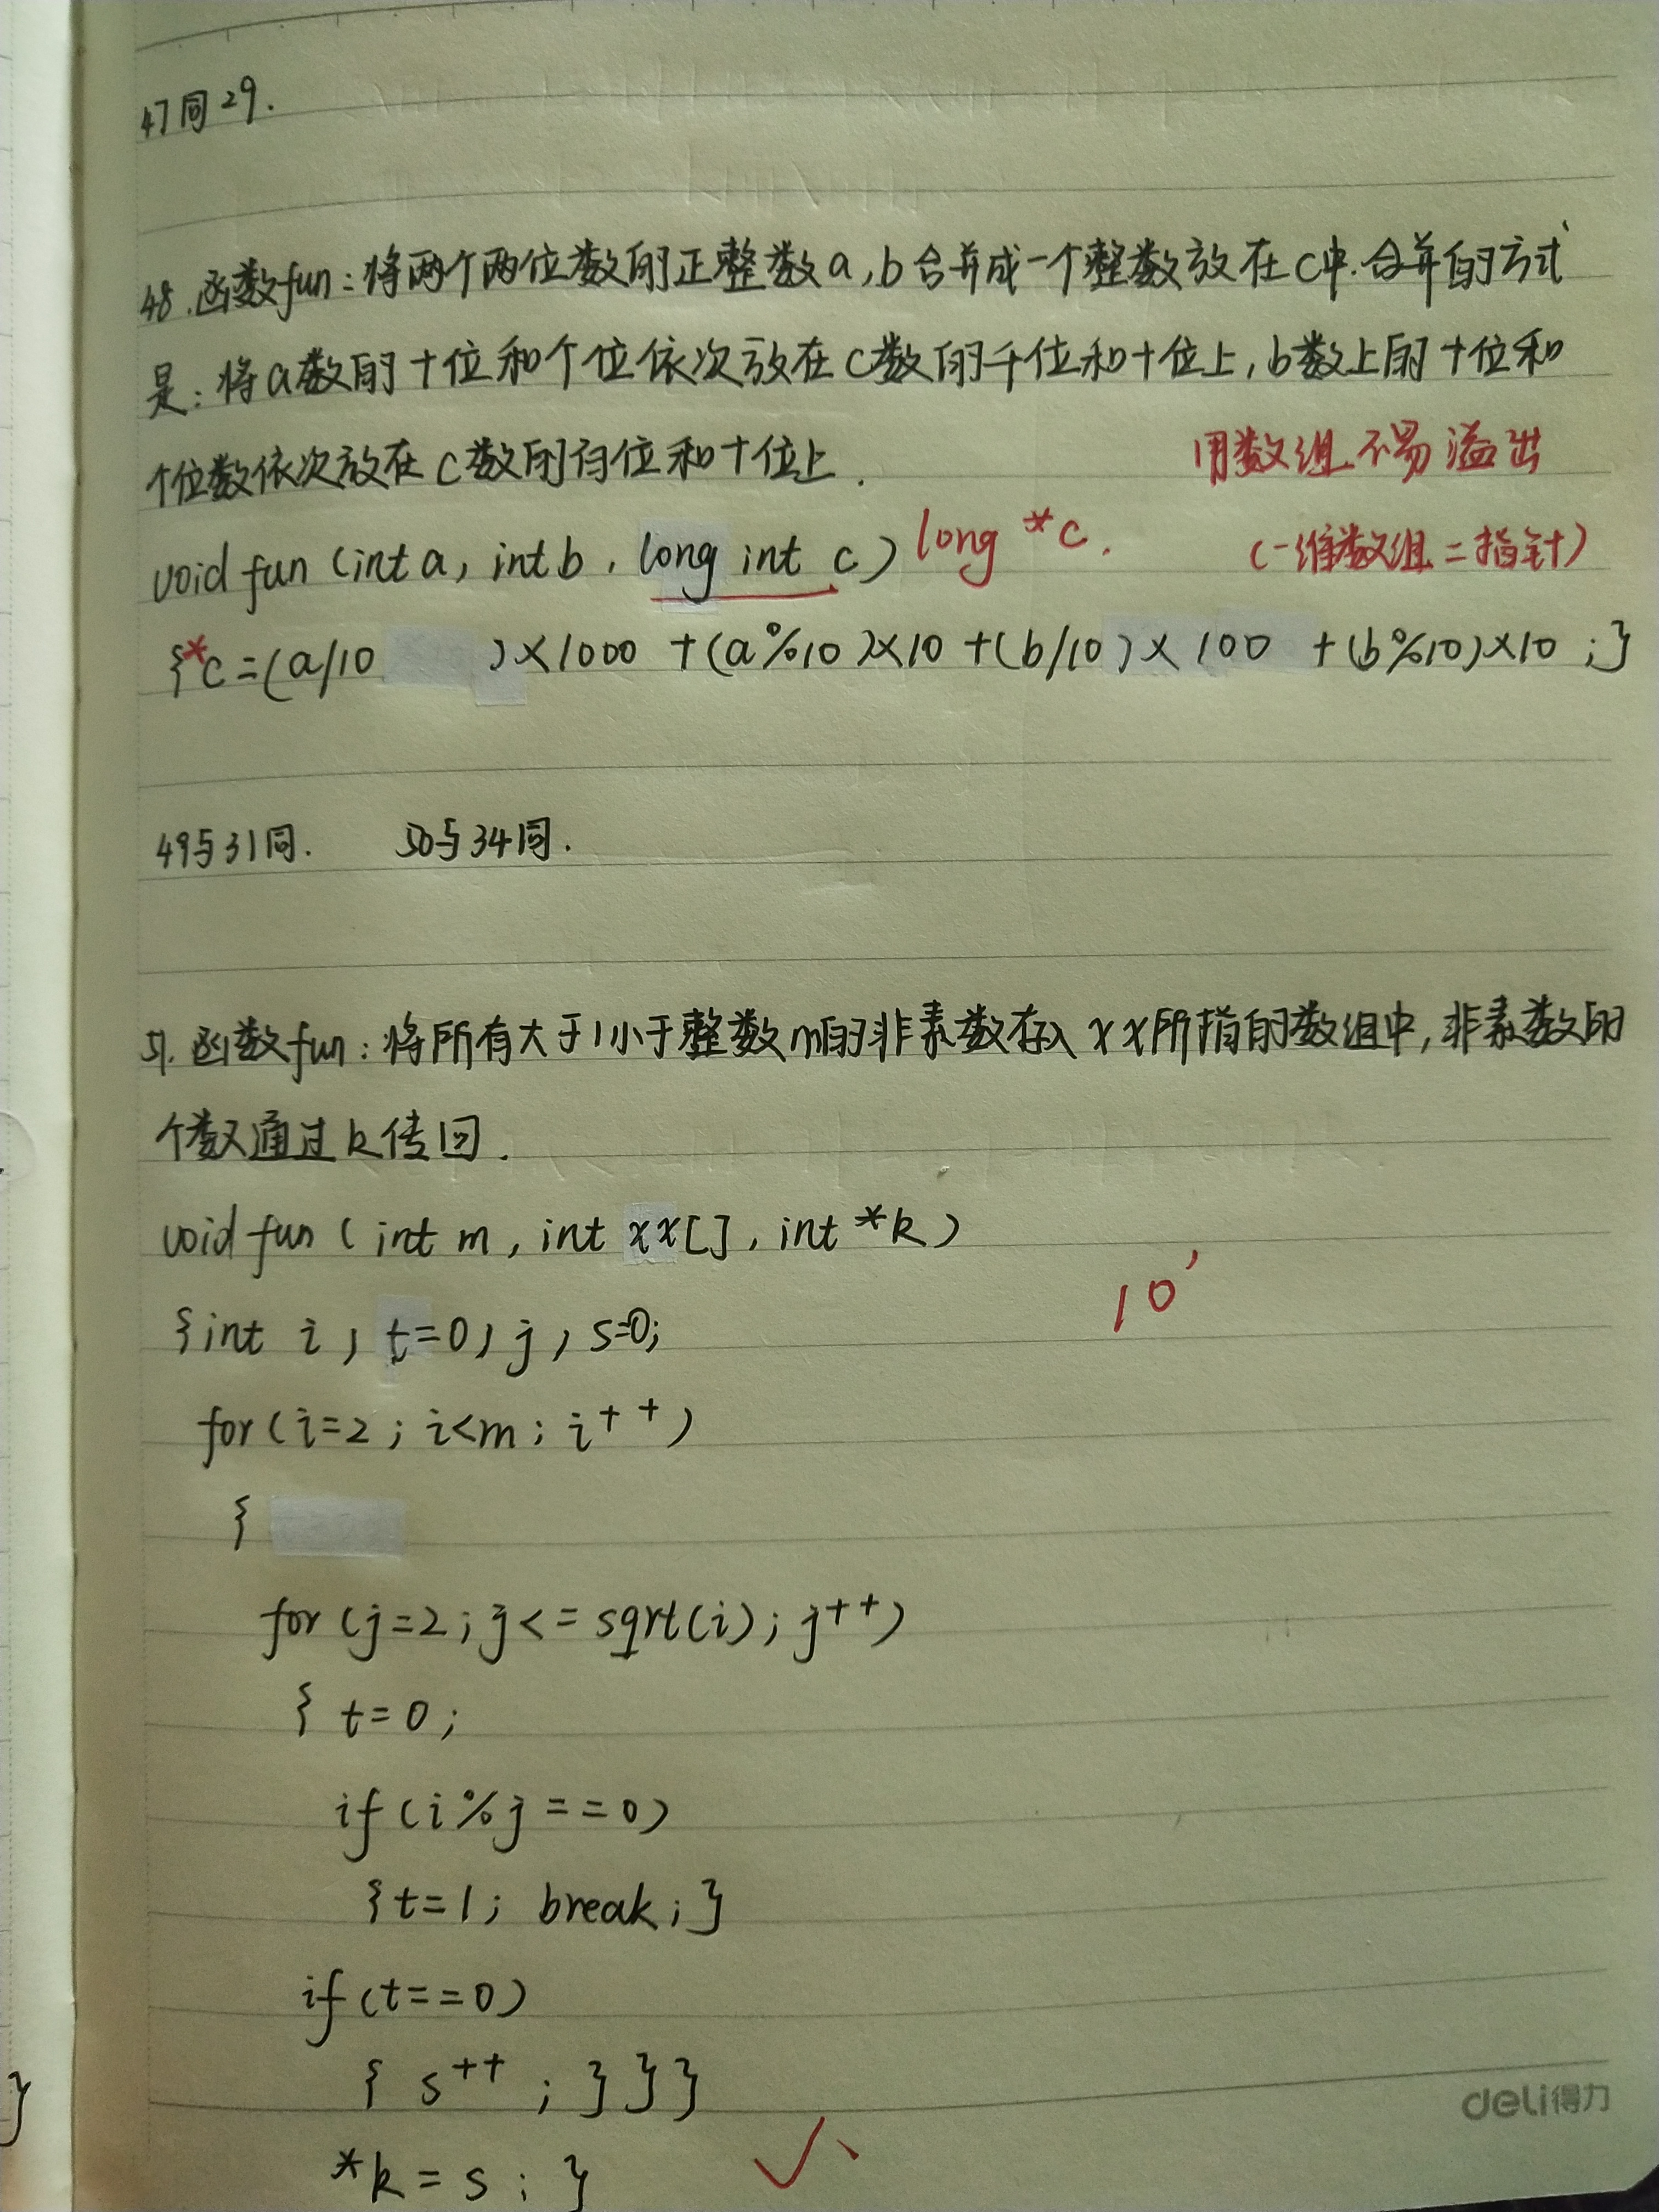 47同29.
48.函数fun:将两个两位数的正整数a,b合并成一个整数放在c中.合并的方式
是:将a数的十位和个位依次放在c数的千位和十位上,b数上的十位和
个位数依次放在c数的百位和十位上.
用数组不易溢出
void fun (int a, int b, long int c) long *c.
(一维数组=指针)
{*c=(a/10 )×1000 +(a%10)×10 +(b/10)× 100 +(b%10)×10 ;}
49与31同. 50与34同.
51.函数fun:将所有大于1小于整数m的非素数存入xx所指的数组中,非素数的
个数通过k传回.
void fun ( int m, int xx[], int *k)
10'
{int i, t=0, j, s=0;
for(i=2; i<m; i++)
{
for(j=2;j<=sqrt(i);j++)
{ t=0;
if(i%j==0)
{t=1; break;}
if(t==0)
{ s++ ; } } }
*k=s; }
}
deli得力